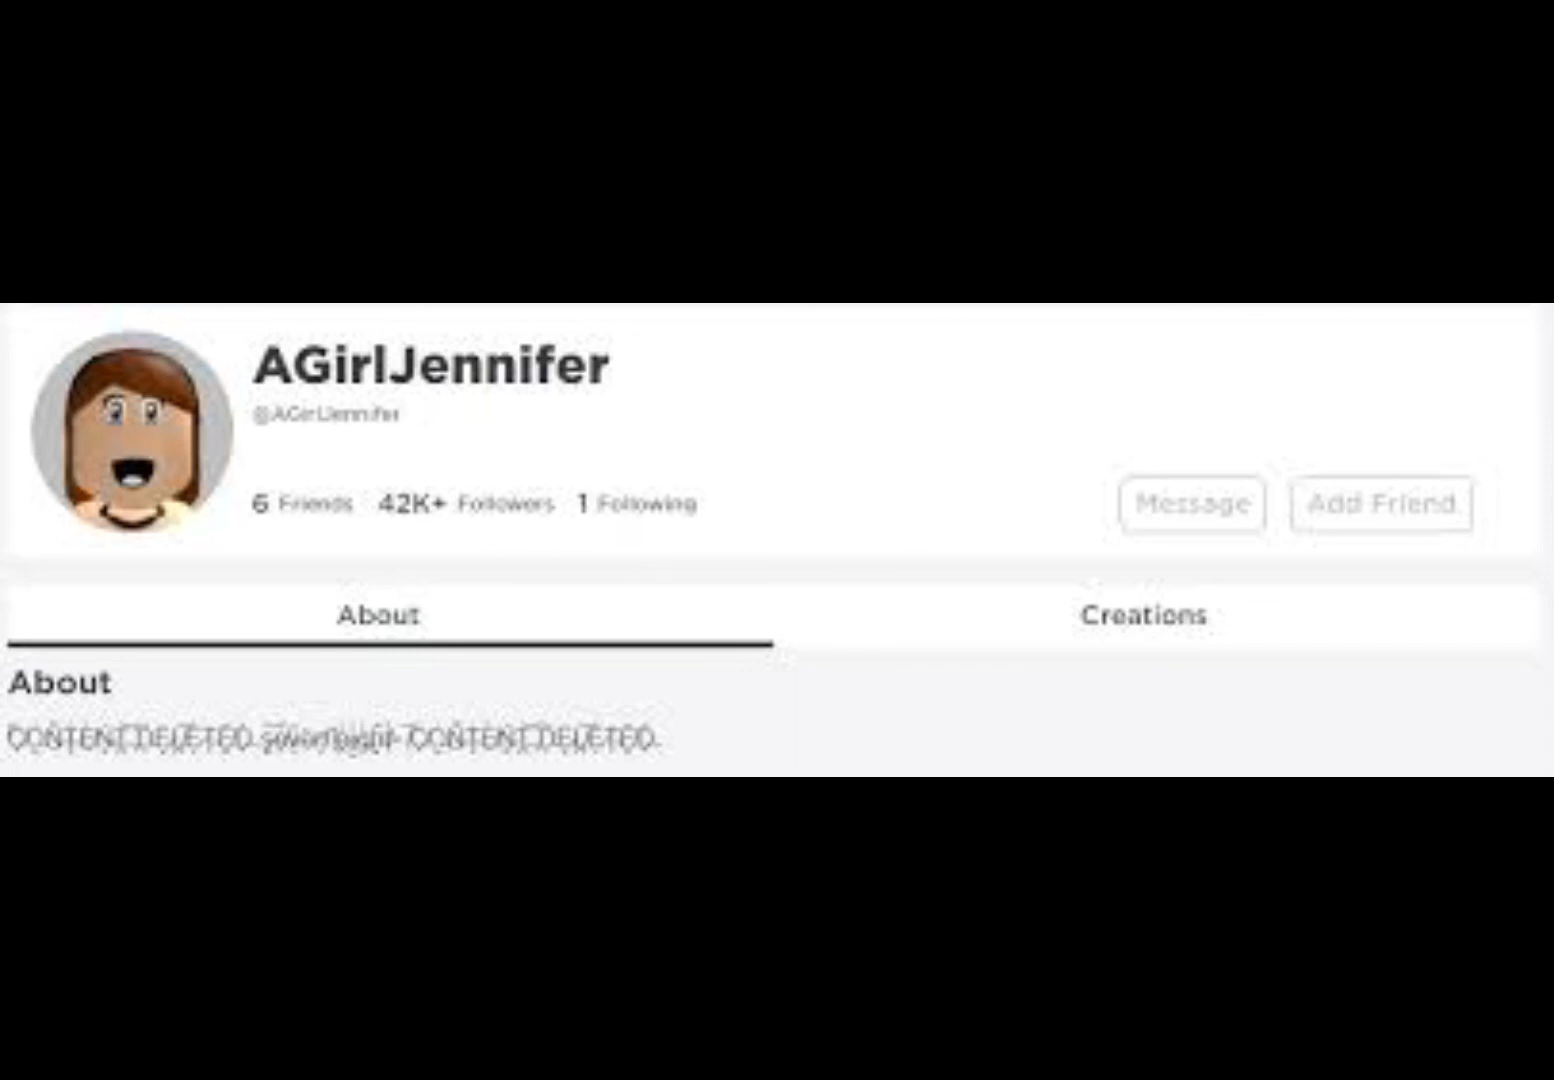 AGirlJennifer
@AGirlJennifer
6 Friends 42K+ Followers 1 Following
Message Add Friend
About Creations
About
CONTENT DELETED CONTENT DELETED